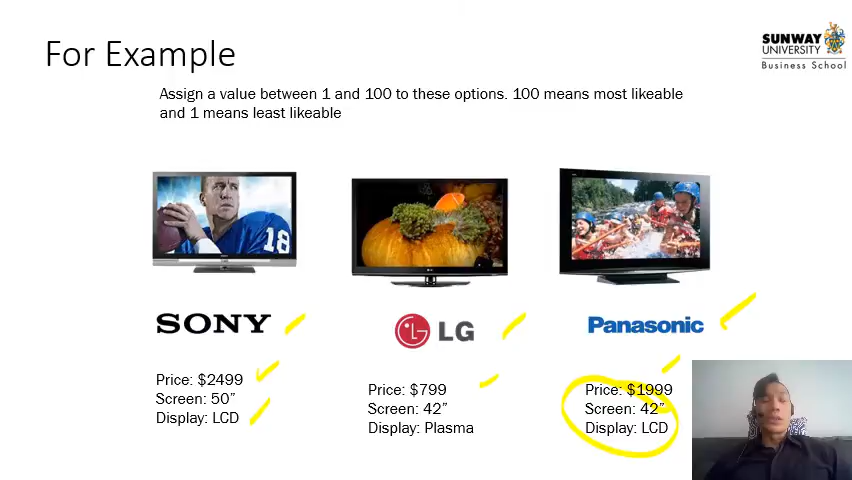 For Example
SUNWAY
UNIVERSITY
Business School
Assign a value between 1 and 100 to these options. 100 means most likeable
and 1 means least likeable
18
SONY
LG
Panasonic
Price: $2499
Screen: 50”
Display: LCD
Price: $799
Screen: 42”
Display: Plasma
Price: $1999
Screen: 42”
Display: LCD